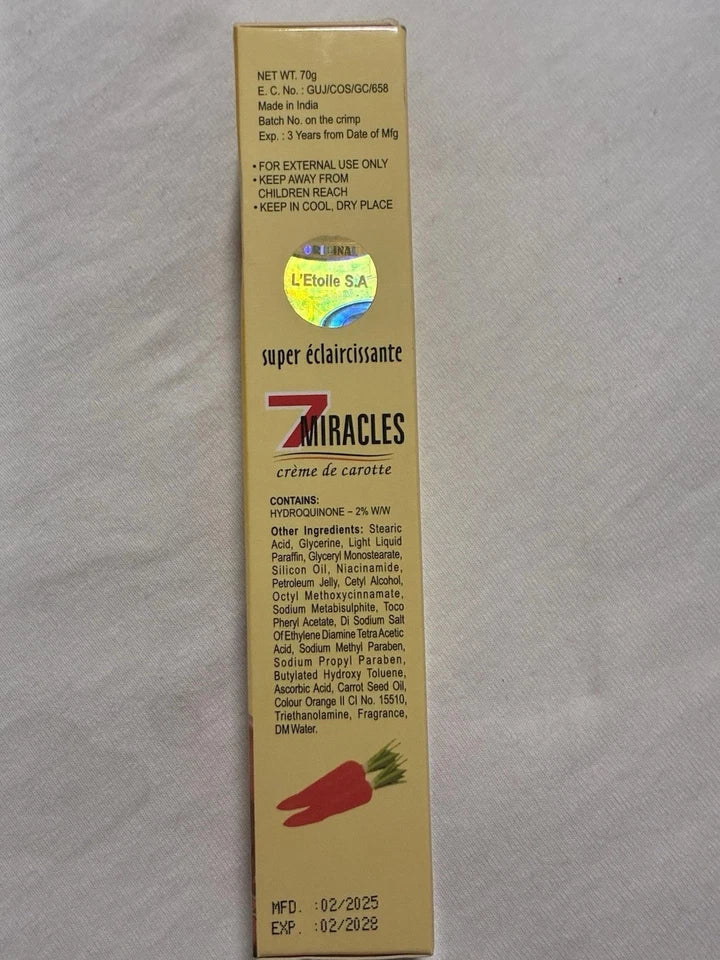 NET WT. 70g
E. C. No. : GUJ/COS/GC/658
Made in India
Batch No. on the crimp
Exp. : 3 Years from Date of Mfg
• FOR EXTERNAL USE ONLY
• KEEP AWAY FROM
CHILDREN REACH
• KEEP IN COOL, DRY PLACE
ORIGINAL
L'Etoile S.A
super éclaircissante
7 MIRACLES
crème de carotte
CONTAINS:
HYDROQUINONE – 2% W/W
Other Ingredients: Stearic
Acid, Glycerine, Light Liquid
Paraffin, Glyceryl Monostearate,
Silicon Oil, Niacinamide,
Petroleum Jelly, Cetyl Alcohol,
Octyl Methoxycinnamate,
Sodium Metabisulphite, Toco
Pheryl Acetate, Di Sodium Salt
Of Ethylene Diamine Tetra Acetic
Acid, Sodium Methyl Paraben,
Sodium Propyl Paraben,
Butylated Hydroxy Toluene,
Ascorbic Acid, Carrot Seed Oil,
Colour Orange II CI No. 15510,
Triethanolamine, Fragrance,
DM Water.
MFD. :02/2025
EXP. :02/2028